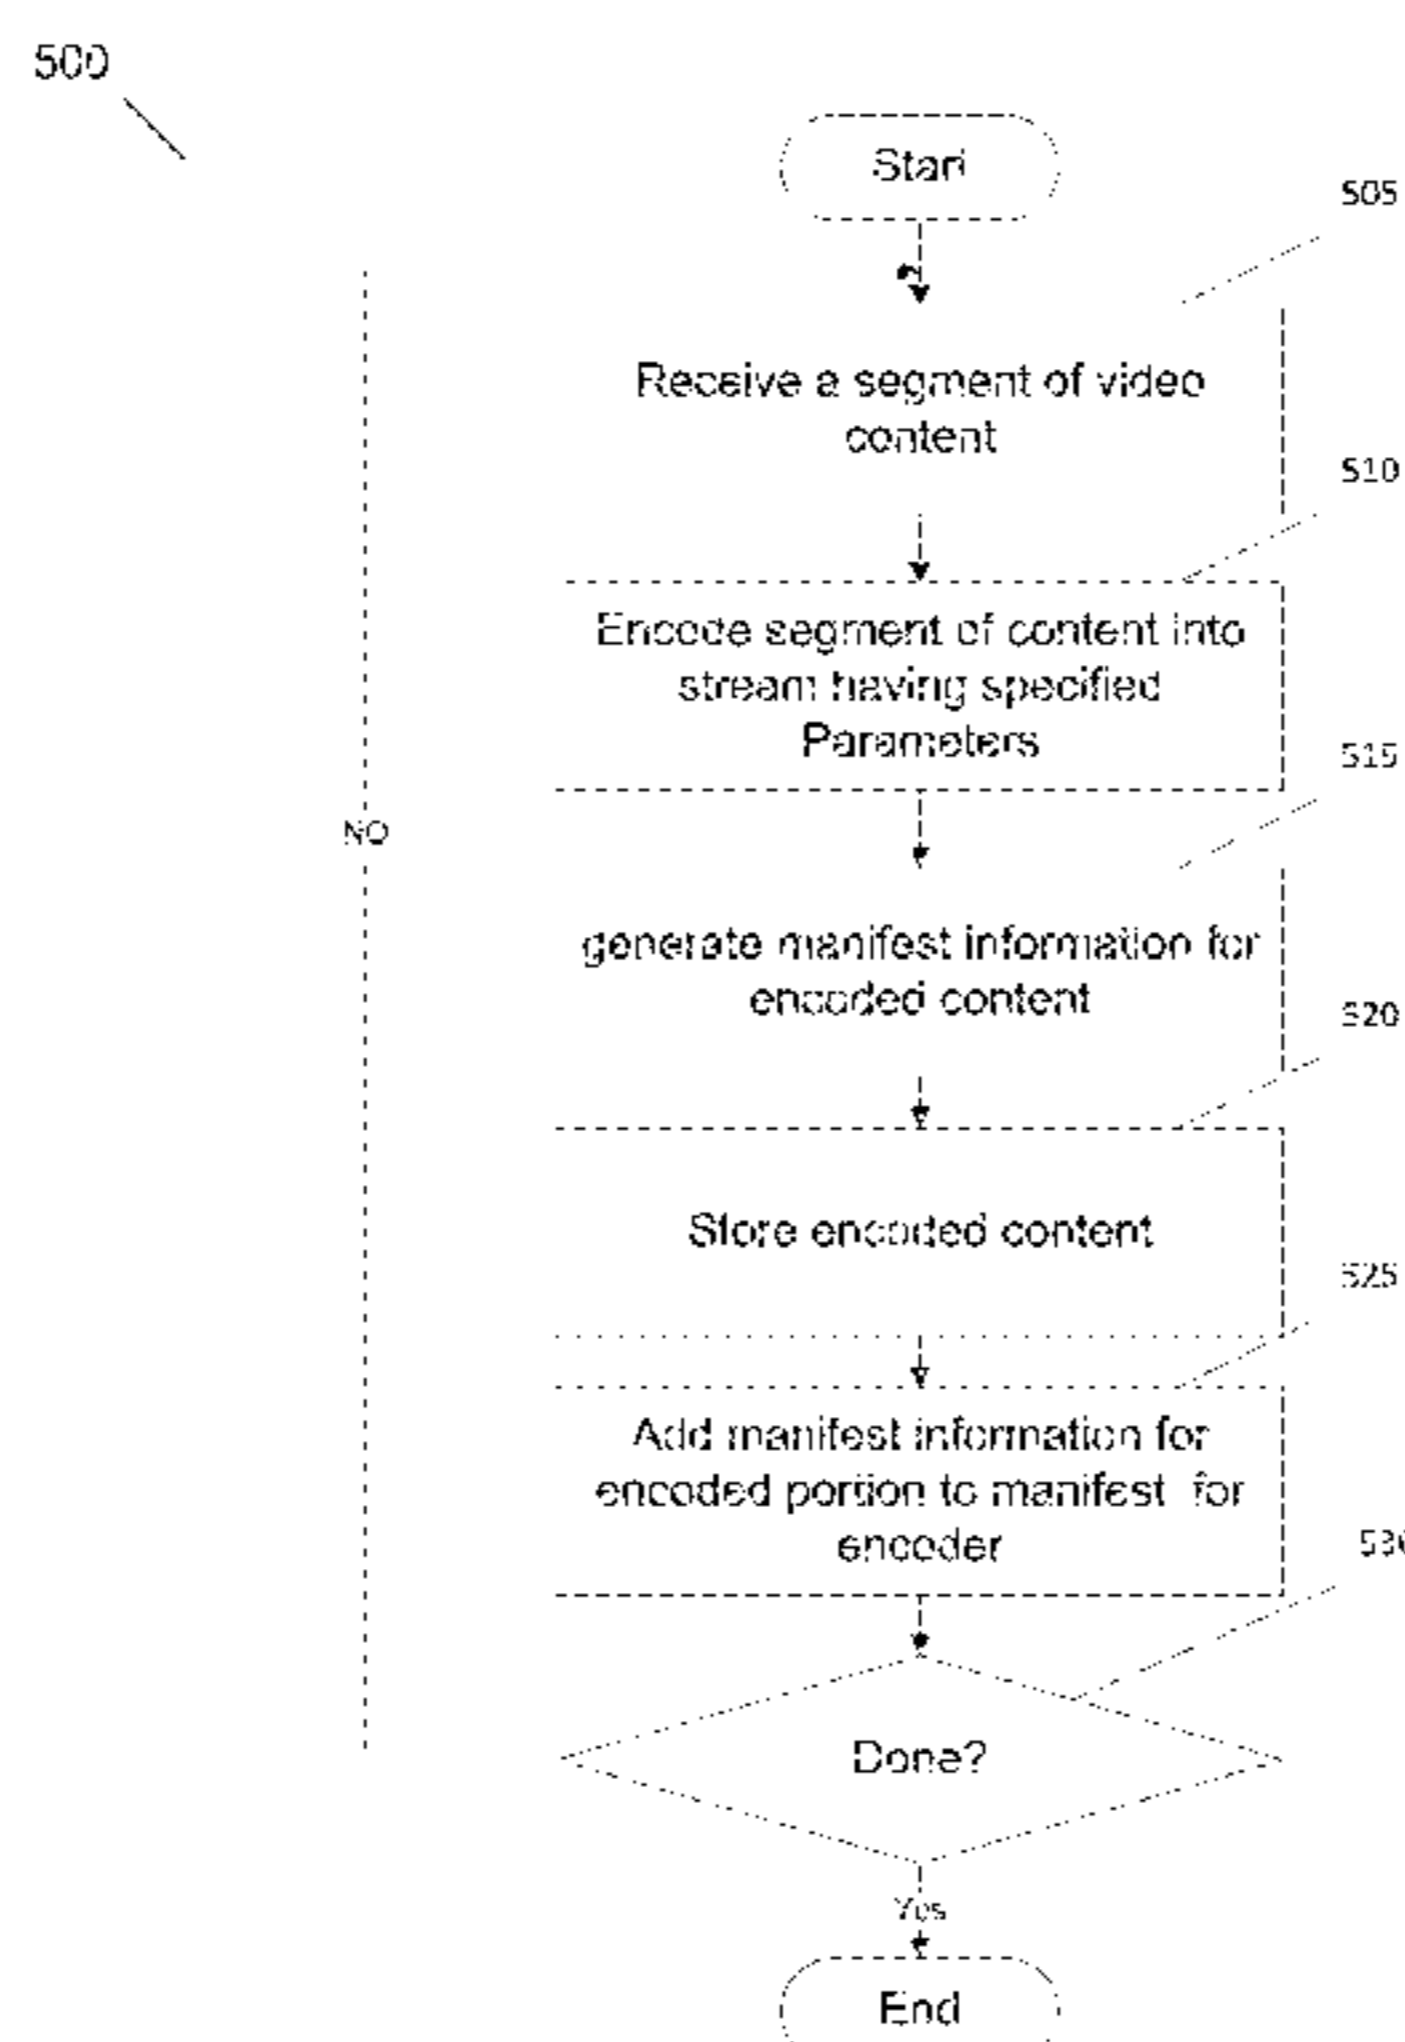 500
Start
505
Receive a segment of video
content
510
Encode segment of content into
stream having specified
Parameters
515
NO
generate manifest information for
encoded content
520
Store encoded content
525
Add manifest information for
encoded portion to manifest for
encoder
Done?
Yes
End